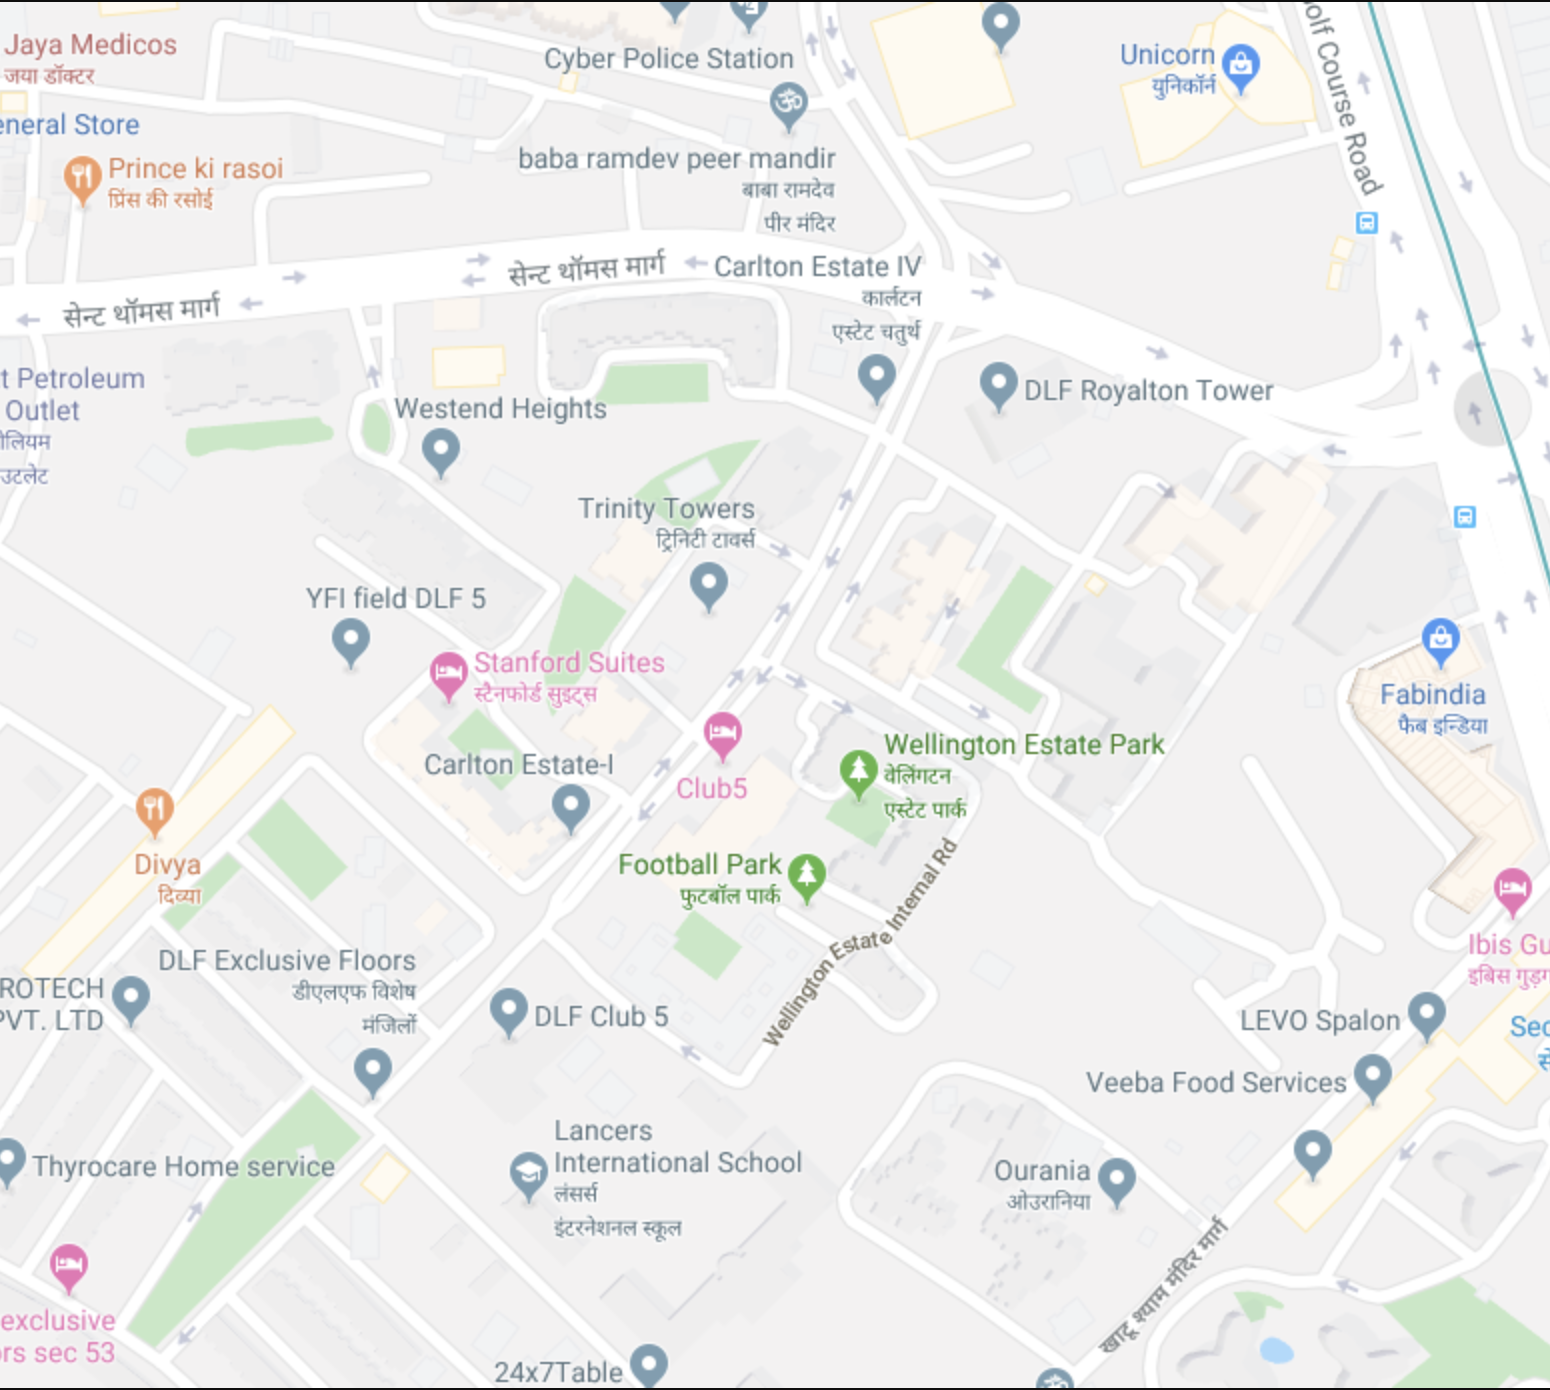 Jaya Medicos
जया डॉक्टर
Cyber Police Station
Unicorn
युनिकॉर्न
Course Road
General Store
Prince ki rasoi
प्रिंस की रसोई
baba ramdev peer mandir
बाबा रामदेव
पीर मंदिर
सेन्ट थॉमस मार्ग
सेन्ट थॉमस मार्ग
Carlton Estate IV
कार्लटन
एस्टेट चतुर्थ
t Petroleum
Outlet
उटलेट
Westend Heights
DLF Royalton Tower
Trinity Towers
ट्रिनिटी टावर्स
YFI field DLF 5
Stanford Suites
स्टैनफोर्ड सुइट्स
Fabindia
फैब इन्डिया
Carlton Estate-I
Club5
Wellington Estate Park
वेलिंगटन
एस्टेट पार्क
Divya
दिव्या
Football Park
फुटबॉल पार्क
Wellington Estate Internal Rd
DLF Exclusive Floors
डीएलएफ विशेष
मंजिलों
ROTECH
PVT. LTD
DLF Club 5
Ibis Gu
इबिस गुड़ग
LEVO Spalon
Sec
Veeba Food Services
Lancers
International School
लंसर्स
इंटरनेशनल स्कूल
Thyrocare Home service
Ourania
ओउरानिया
खाटू श्याम मंदिर मार्ग
exclusive
ors sec 53
24x7Table